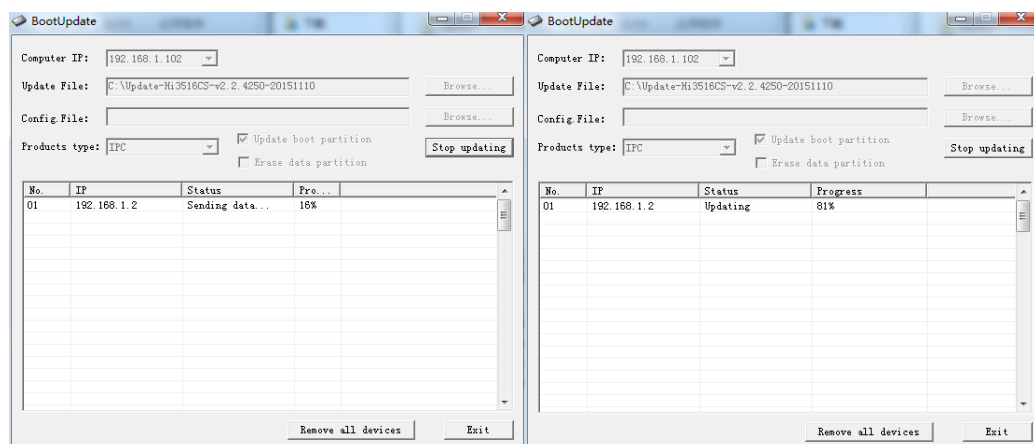 BootUpdate
Computer IP: 192.168.1.102
Update File: C:\Update-Hi3516CS-v2.2.4250-20151110 Browse...
Config.File: Browse...
Products type: IPC Update boot partition Stop updating
Erase data partition
No. IP Status Pro...
01 192.168.1.2 Sending data... 16%
Remove all devices Exit
BootUpdate
Computer IP: 192.168.1.102
Update File: C:\Update-Hi3516CS-v2.2.4250-20151110 Browse...
Config.File: Browse...
Products type: IPC Update boot partition Stop updating
Erase data partition
No. IP Status Progress
01 192.168.1.2 Updating 81%
Remove all devices Exit